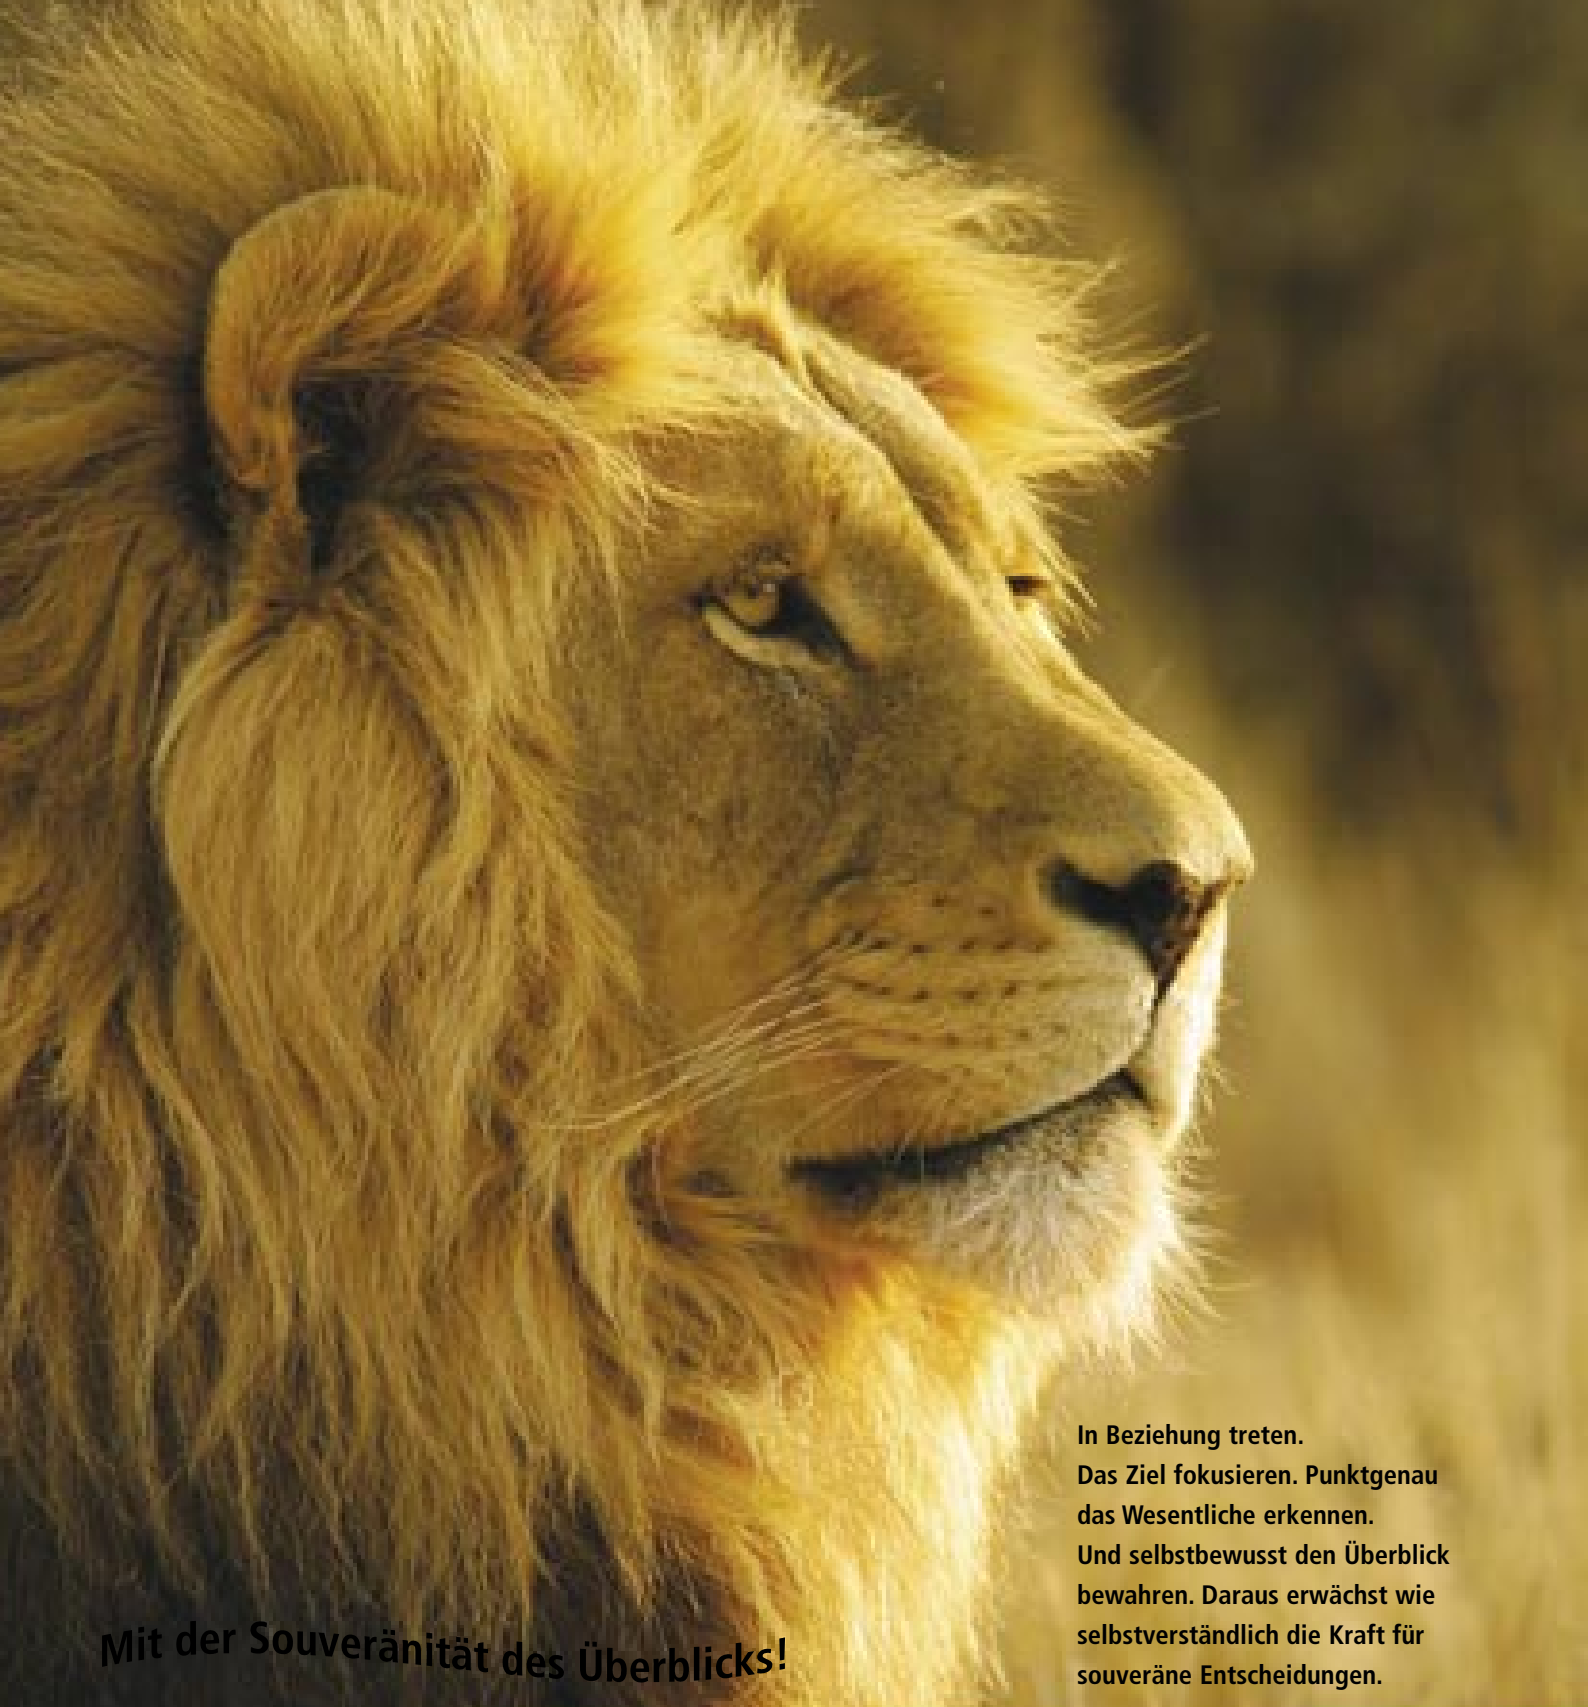 In Beziehung treten.
Das Ziel fokusieren. Punktgenau
das Wesentliche erkennen.
Und selbstbewusst den Überblick
bewahren. Daraus erwächst wie
selbstverständlich die Kraft für
souveräne Entscheidungen.
Mit der Souveränität des Überblicks!